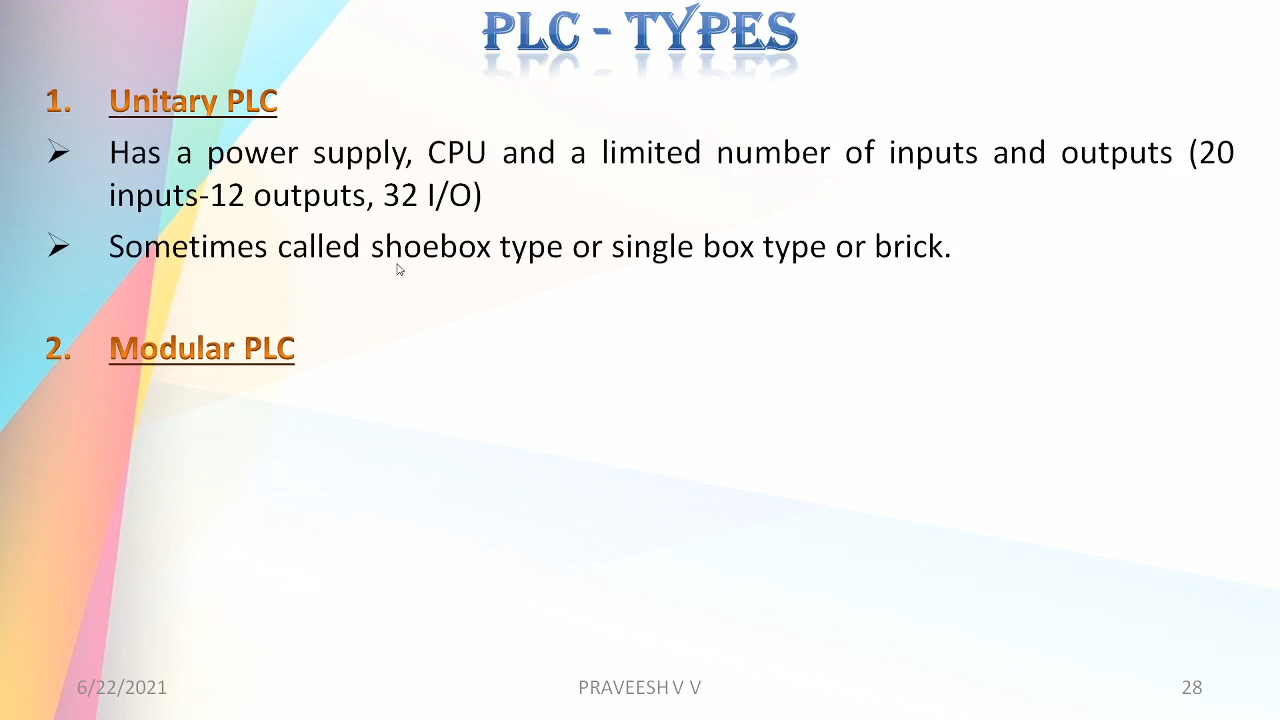 PLC - TYPES
1. Unitary PLC
➢ Has a power supply, CPU and a limited number of inputs and outputs (20
inputs-12 outputs, 32 I/O)
➢ Sometimes called shoebox type or single box type or brick.
2. Modular PLC
6/22/2021 PRAVEESH V V 28